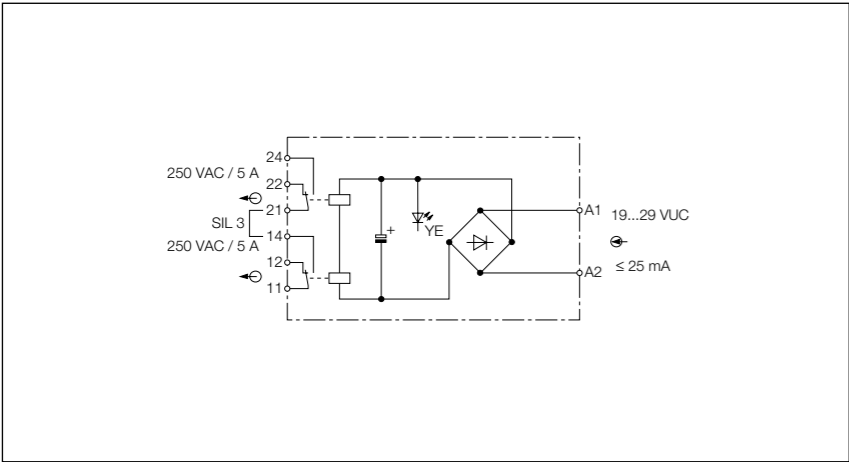 24
250 VAC / 5 A
22
21
SIL 3
14
250 VAC / 5 A
12
11
+
YE
A1
19...29 VUC
≤ 25 mA
A2